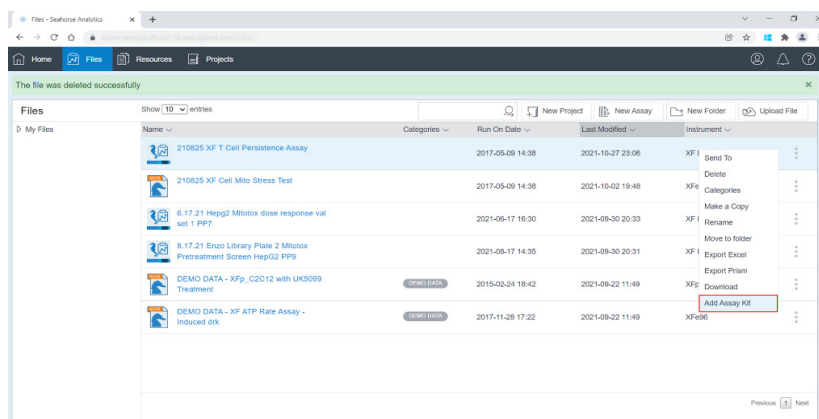 Files - Seahorse Analytics
Home Files Resources Projects
The file was deleted successfully
Files
My Files
Show 10 entries
New Project New Assay New Folder Upload File
Name Categories Run On Date Last Modified Instrument
210825 XF T Cell Persistence Assay 2017-05-09 14:38 2021-10-27 23:06 XF
210825 XF Cell Mito Stress Test 2017-05-09 14:38 2021-10-02 19:48 XFe
6.17.21 Hepg2 Mitotox dose response val
set 1 PP7
2021-06-17 16:30 2021-09-30 20:33 XF
8.17.21 Enzo Library Plate 2 Mitotox
Pretreatment Screen HepG2 PP9
2021-08-17 14:35 2021-09-30 20:31 XF
DEMO DATA - XFp_C2C12 with UK5099
Treatment
DEMO DATA 2015-02-24 18:42 2021-09-22 11:49 XFp
DEMO DATA - XF ATP Rate Assay -
Induced drk
DEMO DATA 2017-11-28 17:22 2021-09-22 11:49 XFe96
Send To
Delete
Categories
Make a Copy
Rename
Move to folder
Export Excel
Export Prism
Download
Add Assay Kit
Previous 1 Next